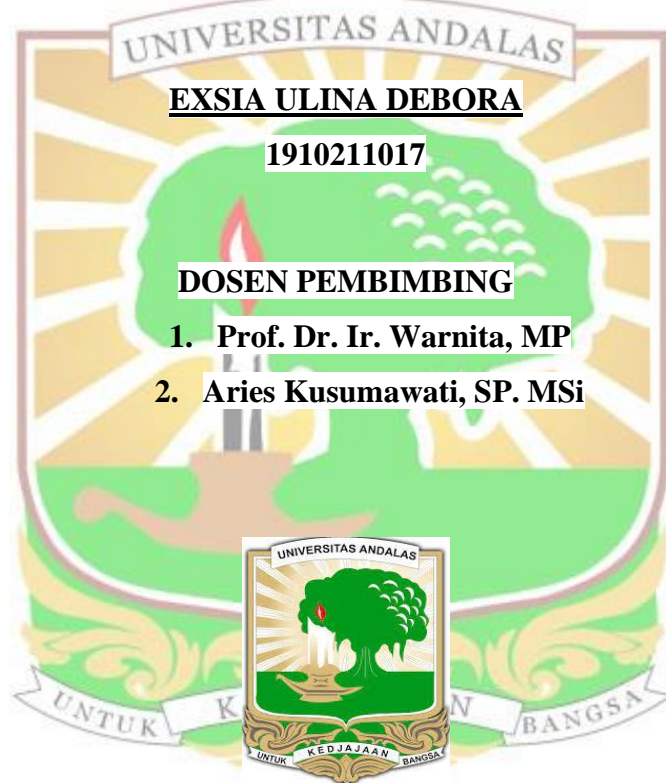 UNIVERSITAS ANDALAS
EXSIA ULINA DEBORA
1910211017
DOSEN PEMBIMBING
1. Prof. Dr. Ir. Warnita, MP
2. Aries Kusumawati, SP. MSi
UNIVERSITAS ANDALAS
UNTUK KEDJAJAAN BANGSA
UNTUK K N BANGSA